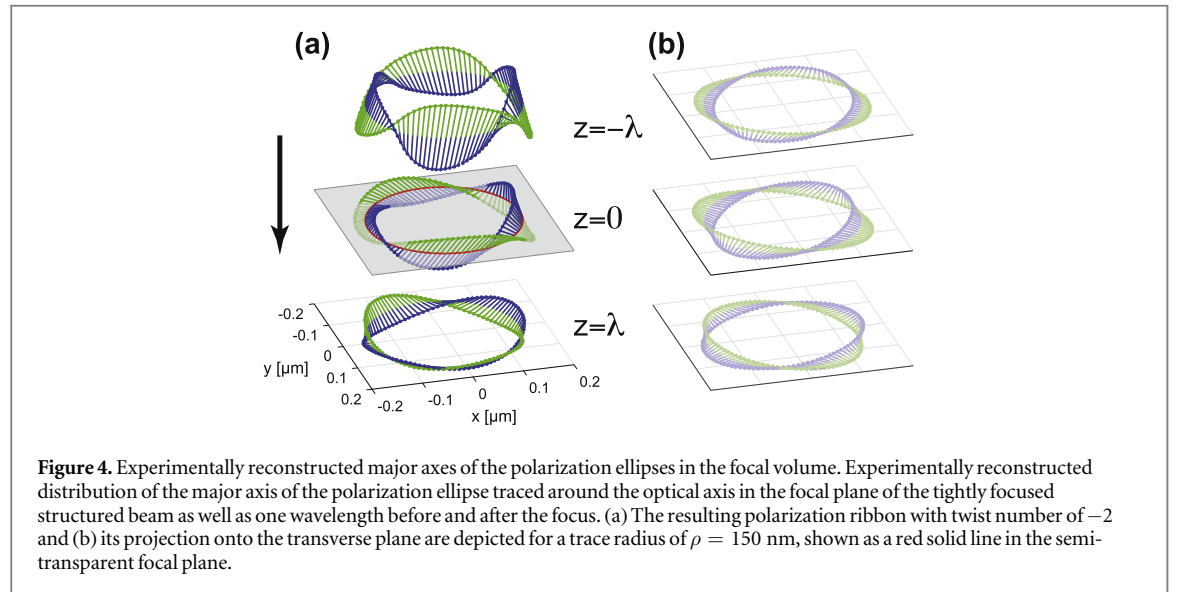 (a)
(b)
z=−λ
z=0
z=λ
-0.2
-0.1
0
0.1
0.2
y [µm]
-0.2
-0.1
0
0.1
0.2
x [µm]
Figure 4. Experimentally reconstructed major axes of the polarization ellipses in the focal volume. Experimentally reconstructed
distribution of the major axis of the polarization ellipse traced around the optical axis in the focal plane of the tightly focused
structured beam as well as one wavelength before and after the focus. (a) The resulting polarization ribbon with twist number of −2
and (b) its projection onto the transverse plane are depicted for a trace radius of ρ = 150 nm, shown as a red solid line in the semi-
transparent focal plane.